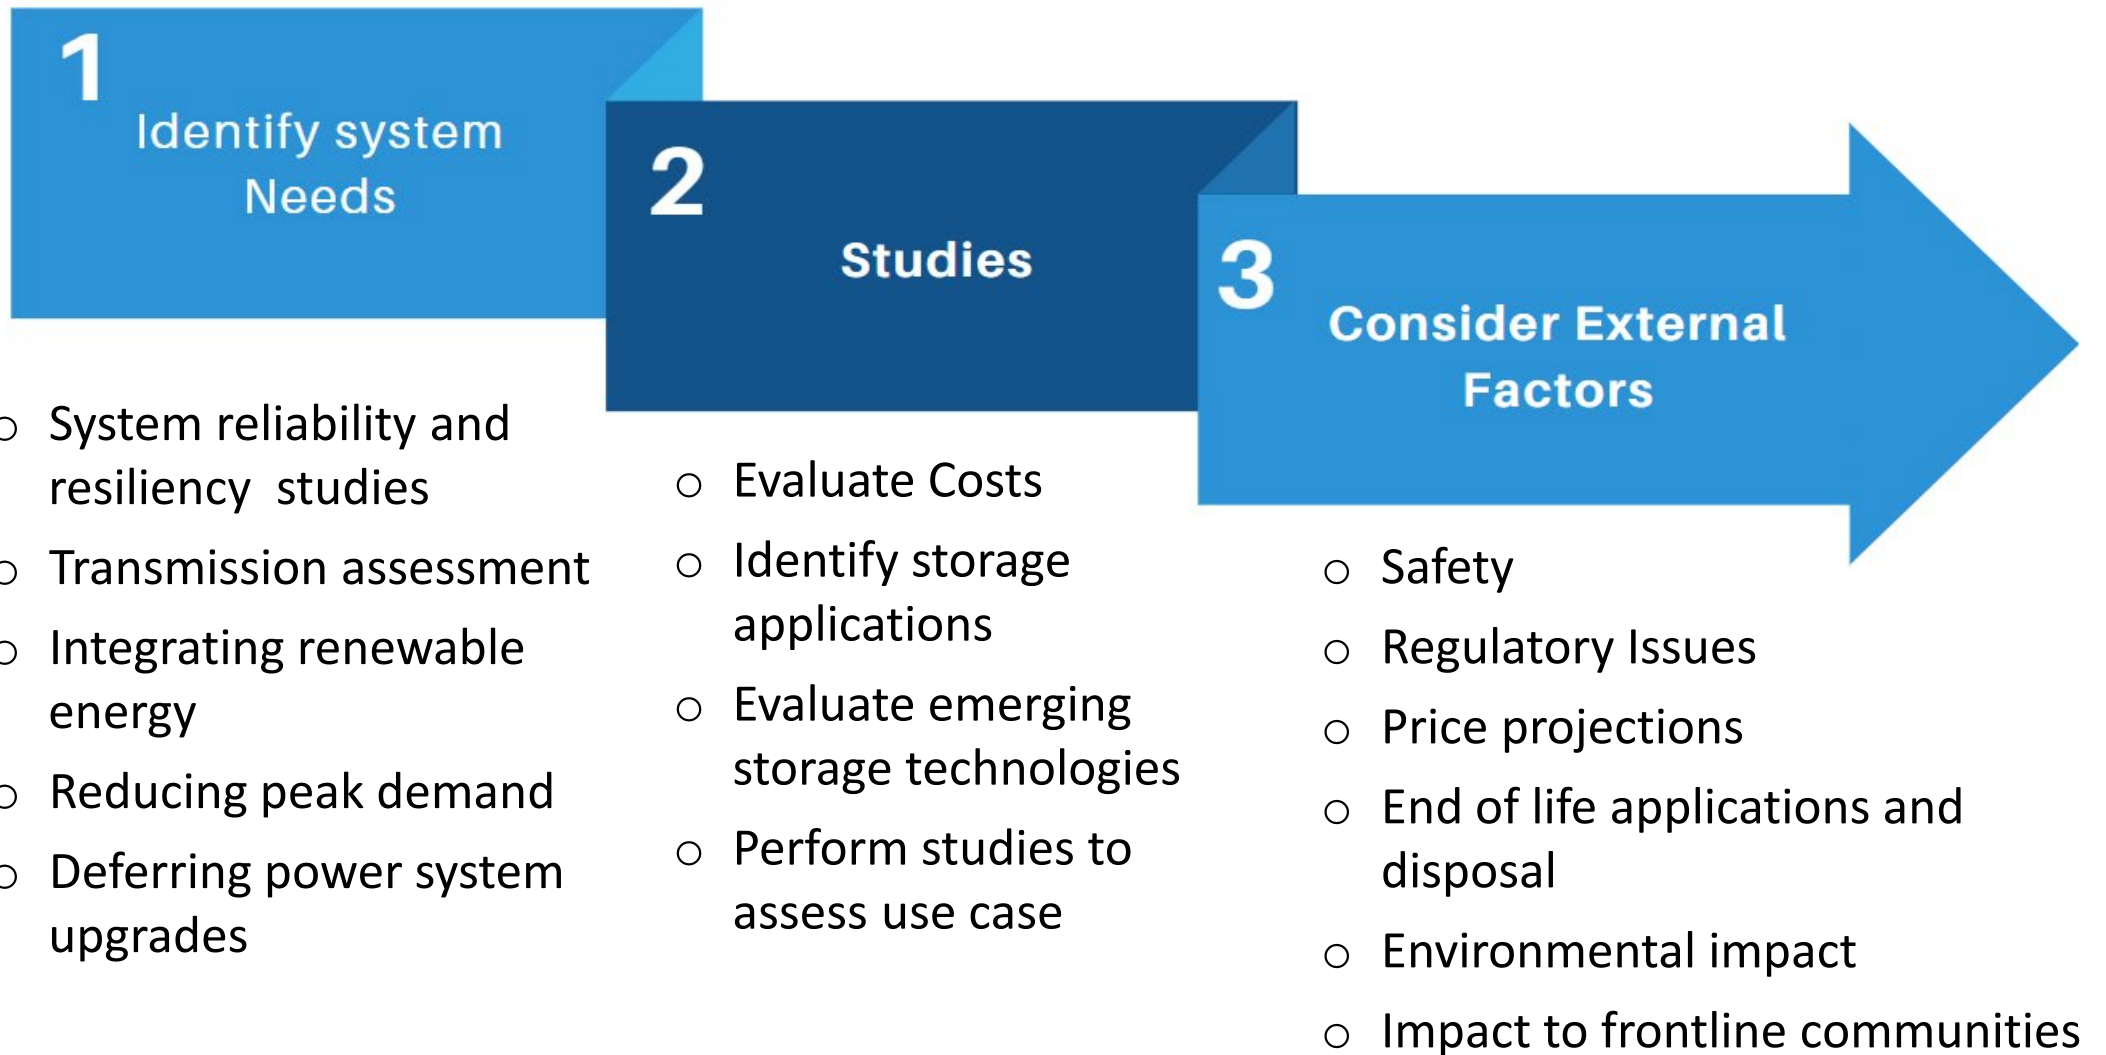 1
Identify system
Needs
○ System reliability and
resiliency  studies
○ Transmission assessment
○ Integrating renewable
energy
○ Reducing peak demand
○ Deferring power system
upgrades
2
Studies
○ Evaluate Costs
○ Identify storage
applications
○ Evaluate emerging
storage technologies
○ Perform studies to
assess use case
3
Consider External
Factors
○ Safety
○ Regulatory Issues
○ Price projections
○ End of life applications and
disposal
○ Environmental impact
○ Impact to frontline communities